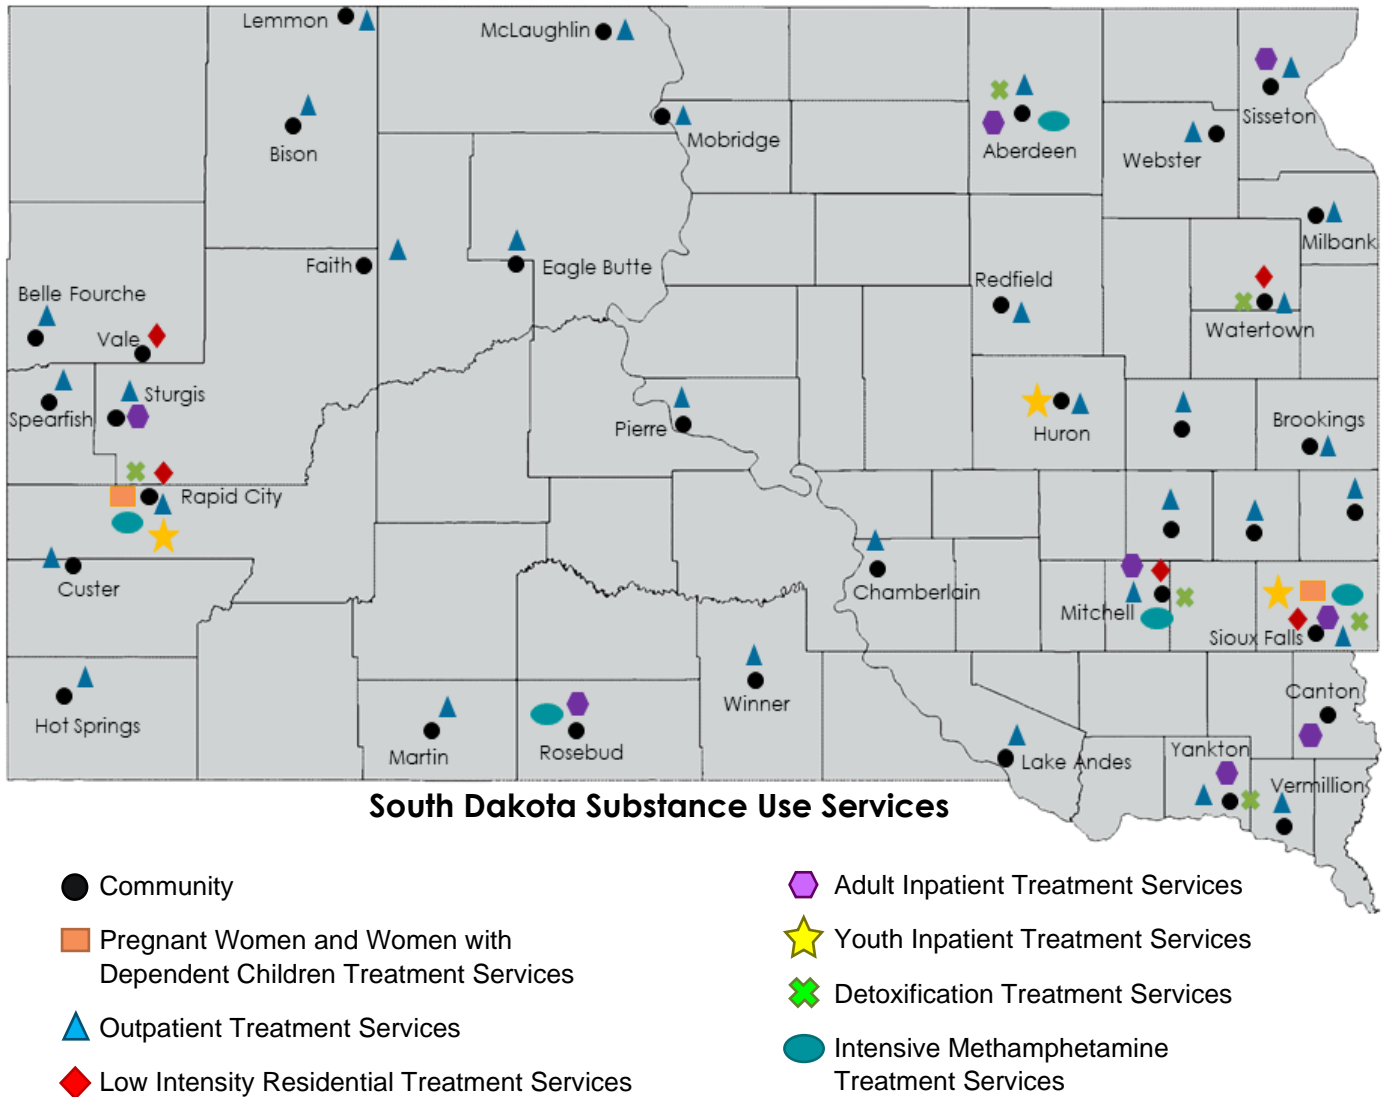 Lemmon
McLaughlin
Sisseton
Bison
Mobridge
Aberdeen
Webster
Milbank
Faith
Eagle Butte
Redfield
Belle Fourche
Vale
Watertown
Sturgis
Spearfish
Pierre
Huron
Brookings
Rapid City
Custer
Chamberlain
Mitchell
Sioux Falls
Canton
Hot Springs
Winner
Martin
Rosebud
Lake Andes
Yankton
Vermillion
South Dakota Substance Use Services
Community
Pregnant Women and Women with
Dependent Children Treatment Services
Outpatient Treatment Services
Low Intensity Residential Treatment Services
Adult Inpatient Treatment Services
Youth Inpatient Treatment Services
Detoxification Treatment Services
Intensive Methamphetamine
Treatment Services